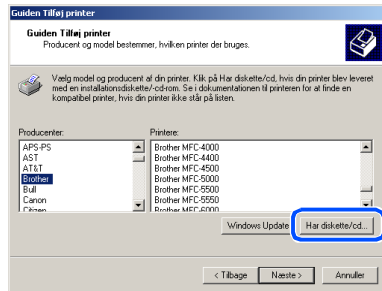 Guiden Tilføj printer
Guiden Tilføj printer
Producent og model bestemmer, hvilken printer der bruges.
Vælg model og producent af din printer. Klik på Har diskette/cd, hvis din printer blev leveret
med en installationsdiskette/-cd-rom. Se i dokumentationen til printeren for at finde en
kompatibel printer, hvis din printer ikke står på listen.
Producenter:
APS-PS
AST
AT&T
Brother
Bull
Canon
Citizen
Printere:
Brother MFC-4000
Brother MFC-4400
Brother MFC-4500
Brother MFC-5000
Brother MFC-5500
Brother MFC-5550
Brother MFC-6000
Windows Update
Har diskette/cd...
< Tilbage
Næste >
Annuller